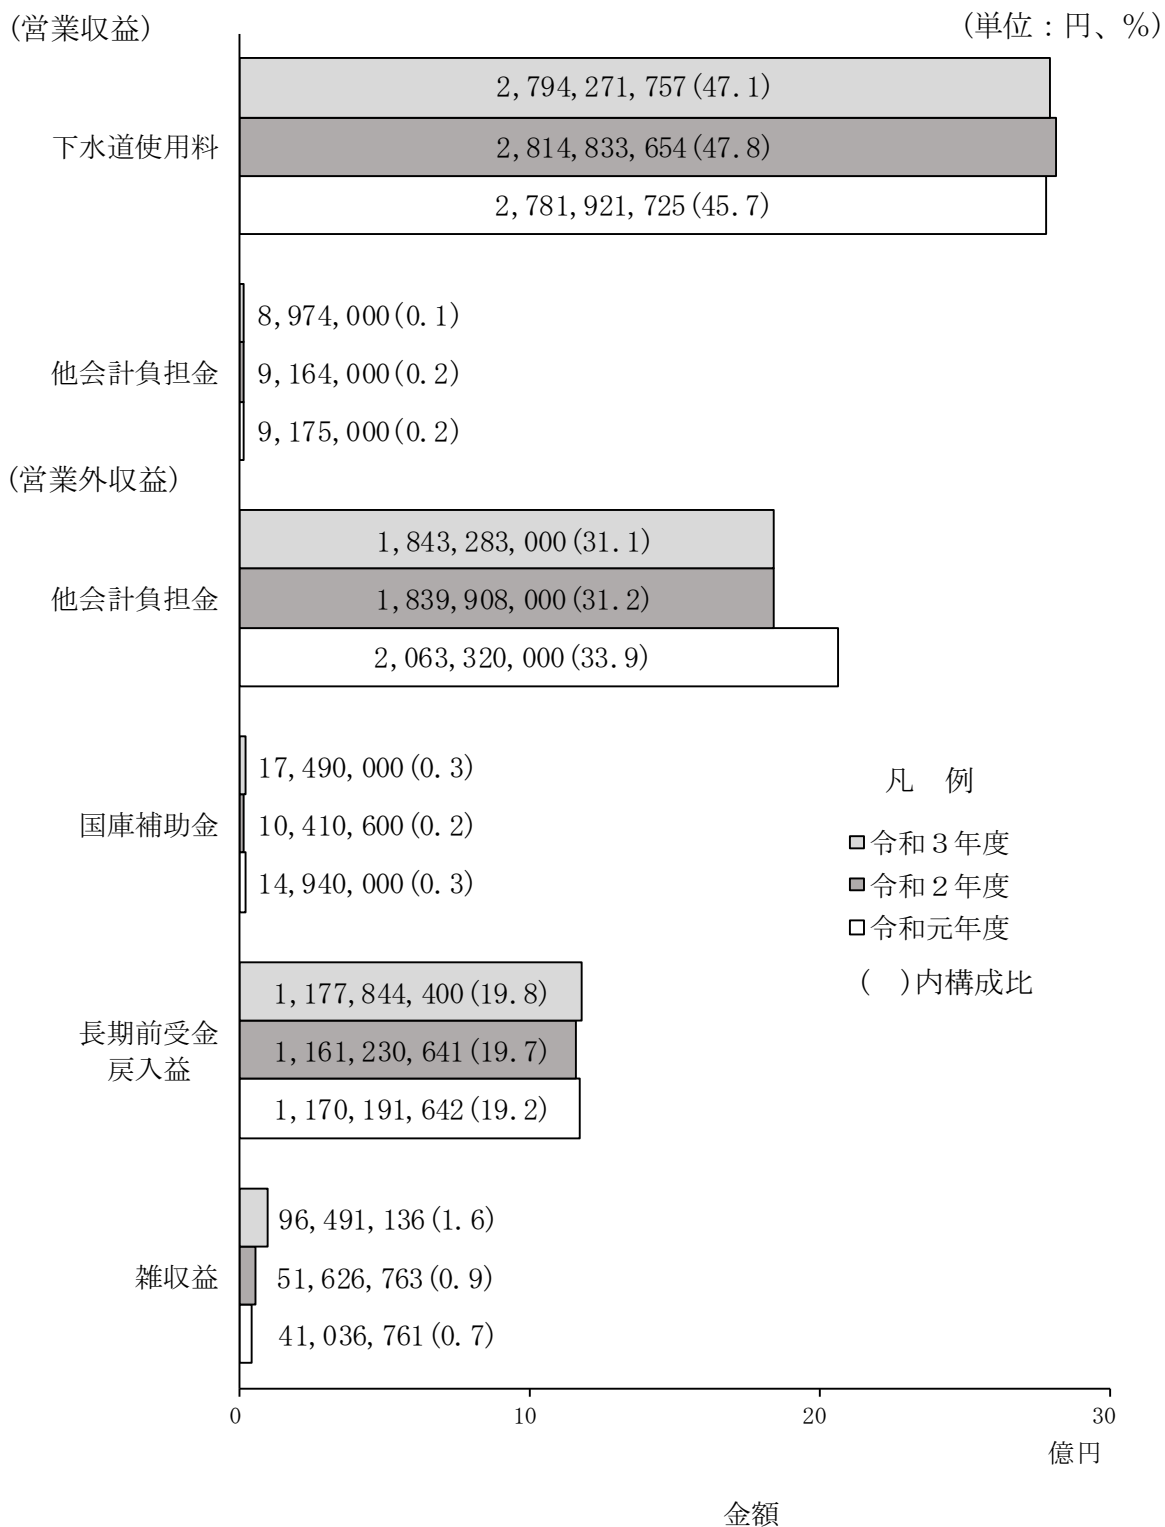 (営業収益)
(単位：円、%)
2,794,271,757(47.1)
下水道使用料
2,814,833,654(47.8)
2,781,921,725(45.7)
8,974,000(0.1)
他会計負担金
9,164,000(0.2)
9,175,000(0.2)
(営業外収益)
1,843,283,000(31.1)
他会計負担金
1,839,908,000(31.2)
2,063,320,000(33.9)
17,490,000(0.3)
国庫補助金
10,410,600(0.2)
14,940,000(0.3)
凡　例
令和３年度
令和２年度
令和元年度
(　)内構成比
1,177,844,400(19.8)
長期前受金
戻入益
1,161,230,641(19.7)
1,170,191,642(19.2)
96,491,136(1.6)
雑収益
51,626,763(0.9)
41,036,761(0.7)
0
10
20
30
億円
金額